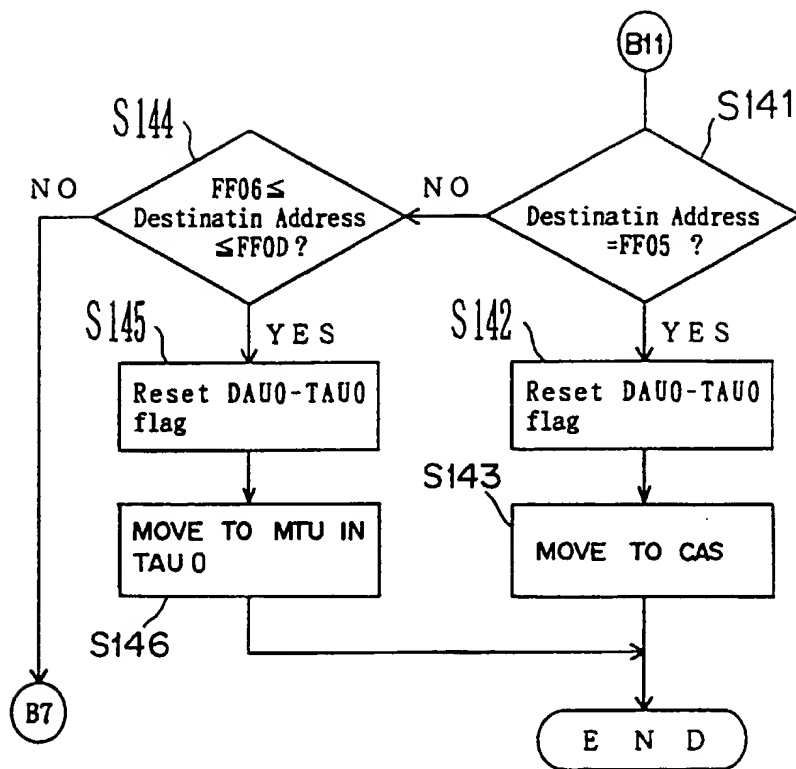 B11
S141
Destinatin Address
=FF05 ?
NO
YES
S144
FF06≦
Destinatin Address
≦FF0D?
NO
YES
S145
Reset DAU0-TAU0
flag
S142
Reset DAU0-TAU0
flag
MOVE TO MTU IN
TAU 0
S146
S143
MOVE TO CAS
B7
E N D